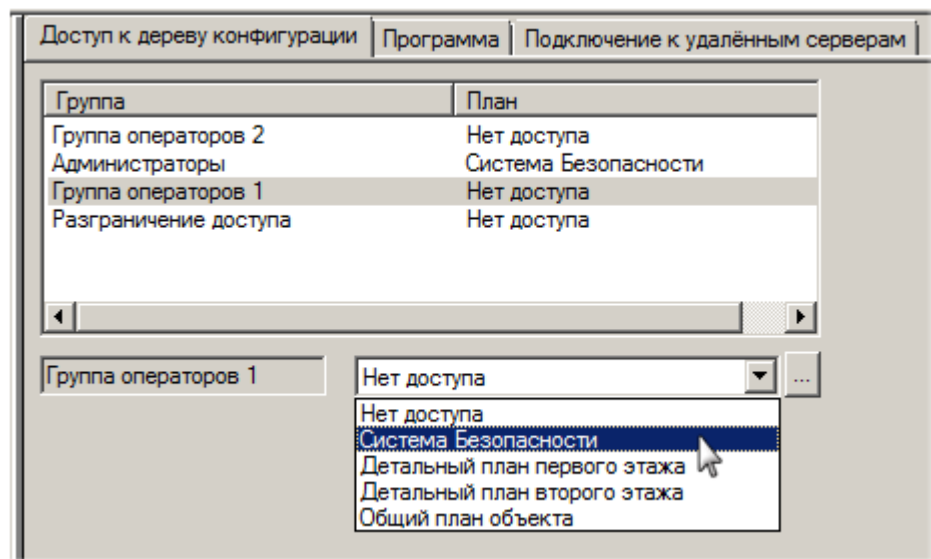 Доступ к дереву конфигурации Программа Подключение к удалённым серверам
Группа План
Группа операторов 2 Нет доступа
Администраторы Система Безопасности
Группа операторов 1 Нет доступа
Разграничение доступа Нет доступа
Группа операторов 1 Нет доступа ...
Нет доступа
Система Безопасности
Детальный план первого этажа
Детальный план второго этажа
Общий план объекта